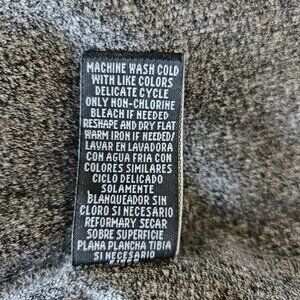 MACHINE WASH COLD
WITH LIKE COLORS
DELICATE CYCLE
ONLY NON-CHLORINE
BLEACH IF NEEDED
RESHAPE AND DRY FLAT
WARM IRON IF NEEDED/
LAVAR EN LAVADORA
CON AGUA FRIA CON
COLORES SIMILARES
CICLO DELICADO
SOLAMENTE
BLANQUEADOR SIN
CLORO SI NECESARIO
REFORMARY SECAR
SOBRE SUPERFICIE
PLANA PLANCHA TIBIA
SI NECESARIO